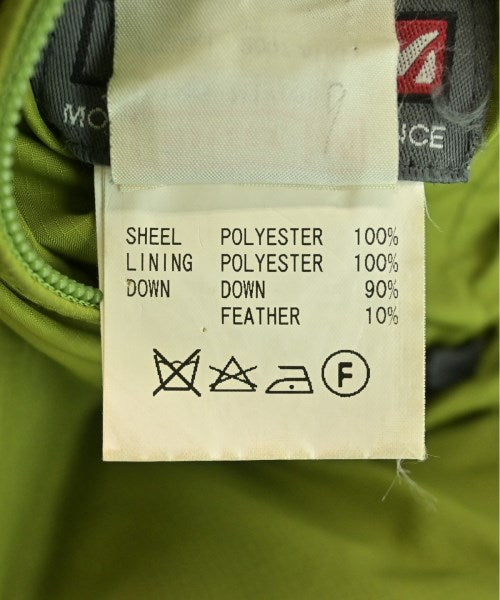 MO
NCE
SHEEL POLYESTER 100%
LINING POLYESTER 100%
DOWN DOWN 90%
FEATHER 10%
F